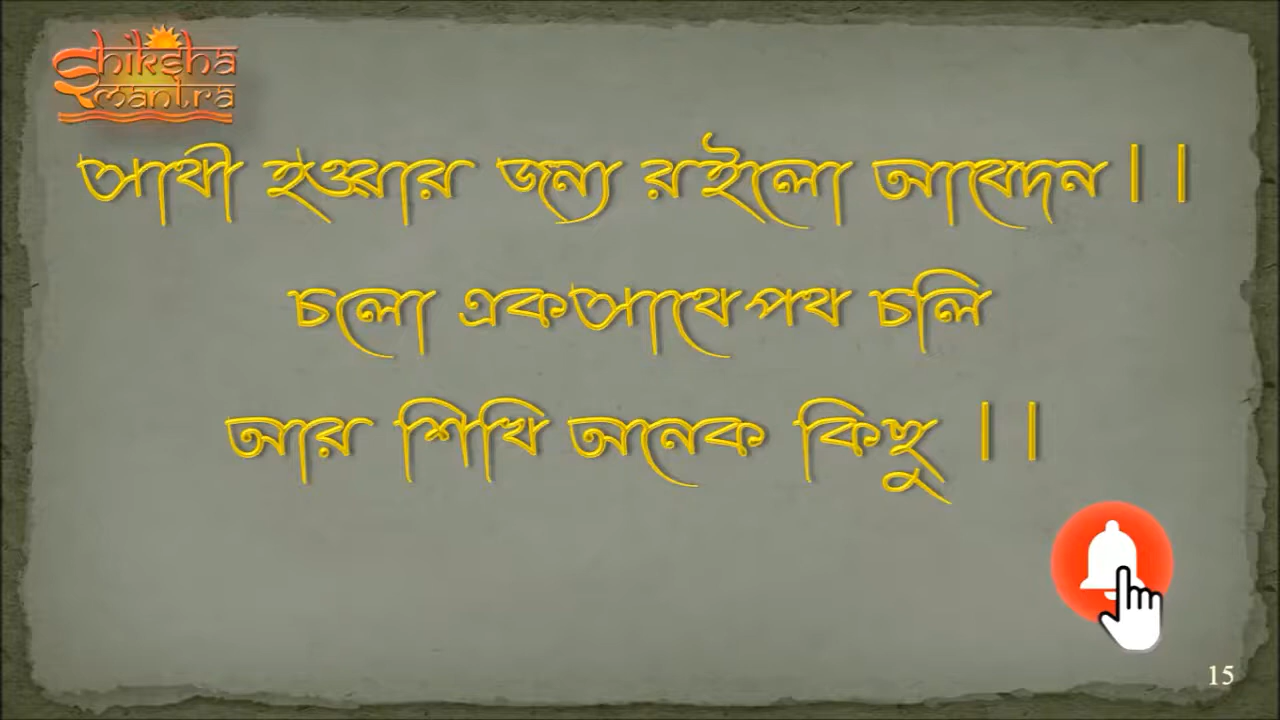 Shiksha
mantra
সাথী হওয়ার জন্য রইলো আবেদন।।
চলো একসাথে পথ চলি
আর শিখি অনেক কিছু ।।
15